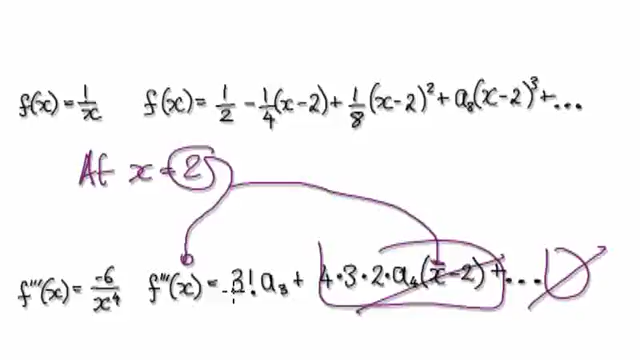 f(x) = 1/x    f(x) = 1/2 - 1/4(x-2) + 1/8(x-2)² + a₃(x-2)³ + ...
At x = 2
f'''(x) = -6/x⁴    f'''(x) = 3! a₃ + 4·3·2·a₄(x-2) + ...